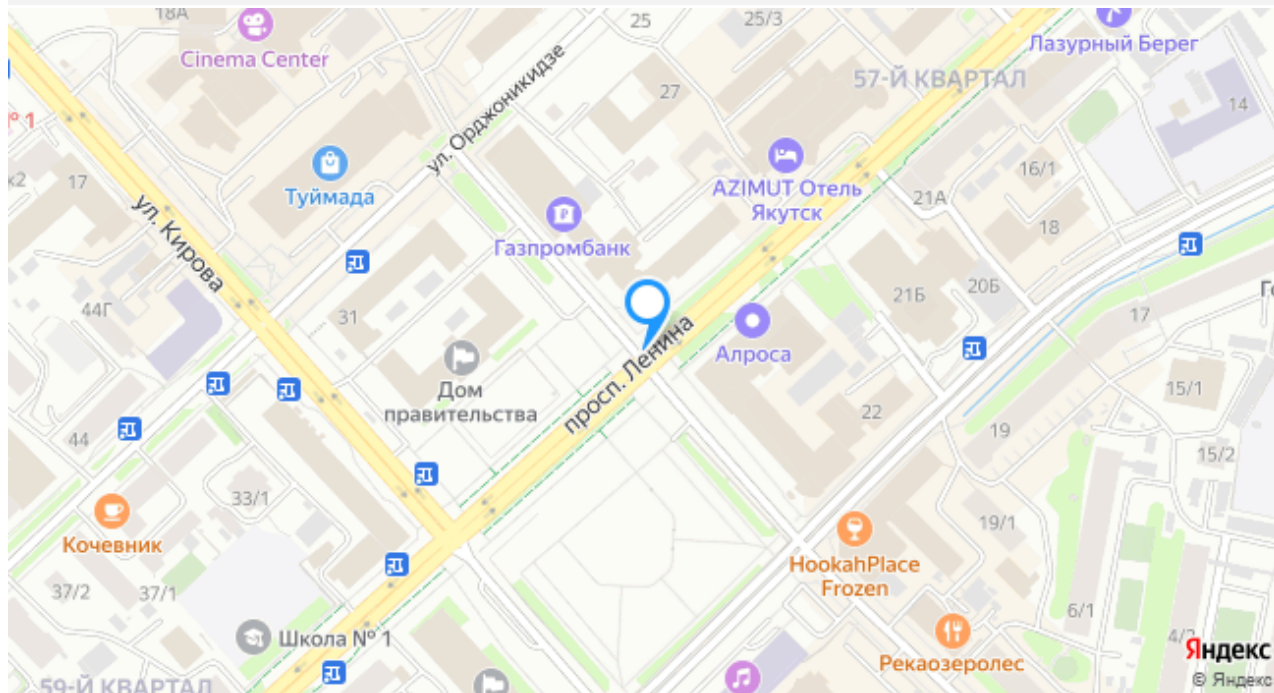 18А
Cinema Center
25
25/3
Лазурный Берег
57-Й КВАРТАЛ
27
14
№ 1
ул. Орджоникидзе
к2
17
Туймада
AZIMUT Отель
Якутск
16/1
21А
18
ул. Кирова
Газпромбанк
44Г
31
21Б
20Б
17
просп. Ленина
Алроса
Дом
правительства
22
15/1
44
19
15/2
33/1
Кочевник
19/1
HookahPlace
Frozen
37/2
37/1
6/1
Школа № 1
4/2
Рекаозеролес
Яндекс
© Яндекс
59-Й КВАРТАЛ